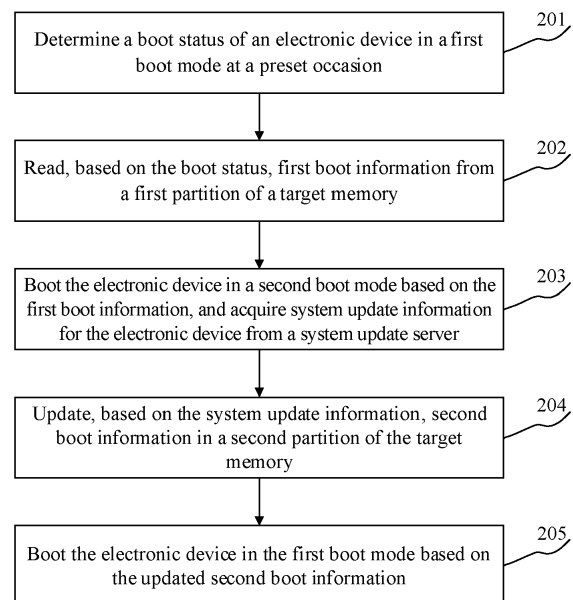 201
Determine a boot status of an electronic device in a first
boot mode at a preset occasion
202
Read, based on the boot status, first boot information from
a first partition of a target memory
203
Boot the electronic device in a second boot mode based on the
first boot information, and acquire system update information
for the electronic device from a system update server
204
Update, based on the system update information, second
boot information in a second partition of the target
memory
205
Boot the electronic device in the first boot mode based on
the updated second boot information